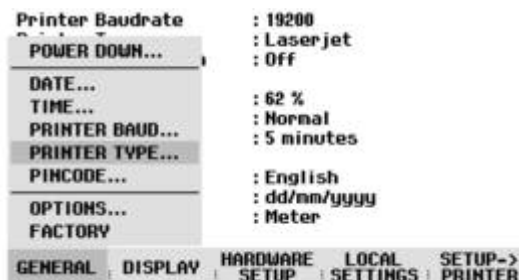 Printer Baudrate : 19200
: Laserjet
: Off
: 62 %
: Normal
: 5 minutes
: English
: dd/mm/yyyy
: Meter
POWER DOWN...
DATE...
TIME...
PRINTER BAUD...
PRINTER TYPE...
PINCODE...
OPTIONS...
FACTORY
GENERAL DISPLAY HARDWARE SETUP LOCAL SETTINGS SETUP-> PRINTER